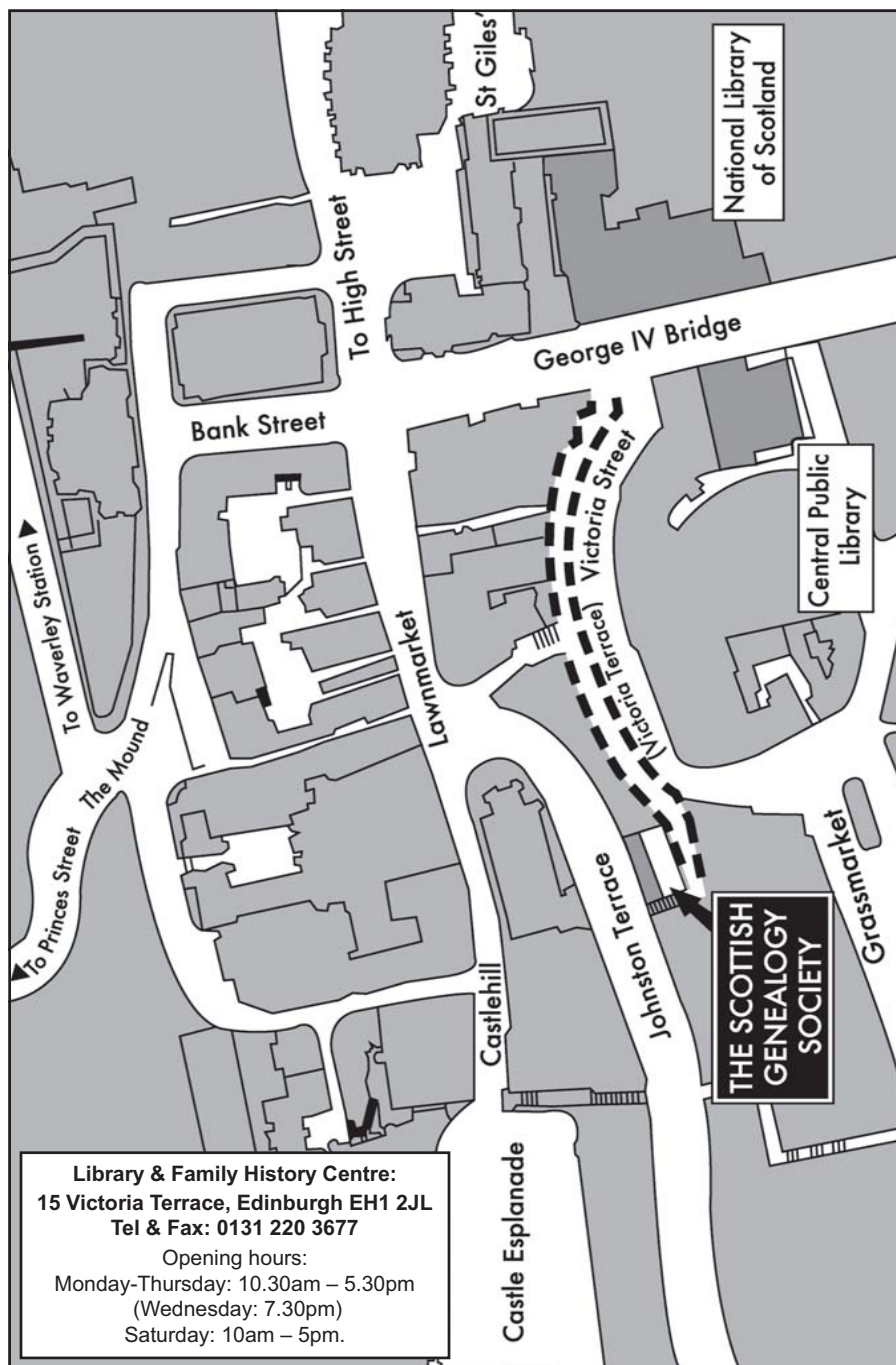 St Giles'
National Library
of Scotland
To High Street
George IV Bridge
Bank Street
To Waverley Station
Victoria Street
(Victoria Terrace)
Central Public
Library
Lawnmarket
The Mound
To Princes Street
Johnston Terrace
Grassmarket
Castlehill
THE SCOTTISH
GENEALOGY
SOCIETY
Castle Esplanade
Library & Family History Centre:
15 Victoria Terrace, Edinburgh EH1 2JL
Tel & Fax: 0131 220 3677
Opening hours:
Monday-Thursday: 10.30am – 5.30pm
(Wednesday: 7.30pm)
Saturday: 10am – 5pm.